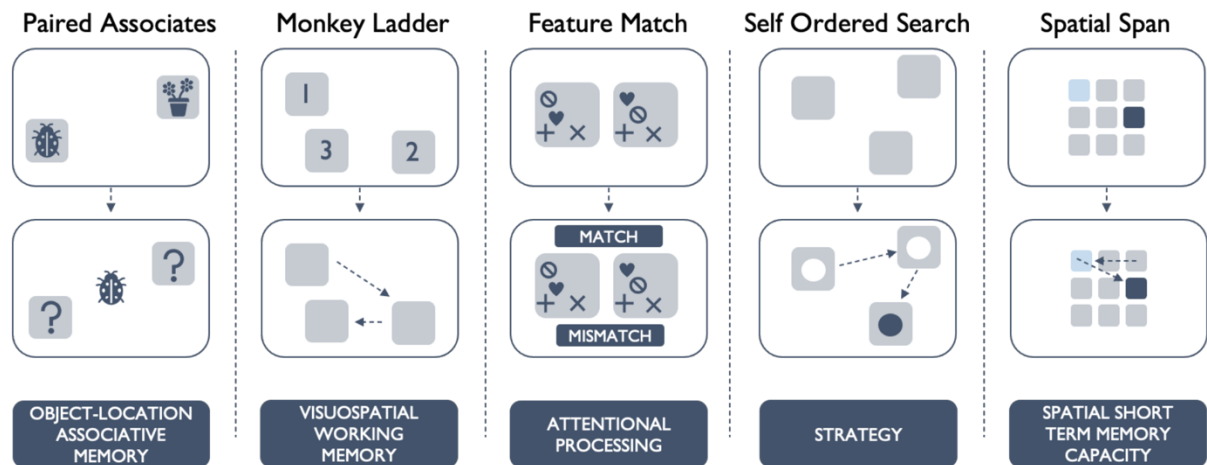 Paired Associates
Monkey Ladder
Feature Match
Self Ordered Search
Spatial Span
1
3
2
?
?
MATCH
MISMATCH
OBJECT-LOCATION
ASSOCIATIVE
MEMORY
VISUOSPATIAL
WORKING
MEMORY
ATTENTIONAL
PROCESSING
STRATEGY
SPATIAL SHORT
TERM MEMORY
CAPACITY